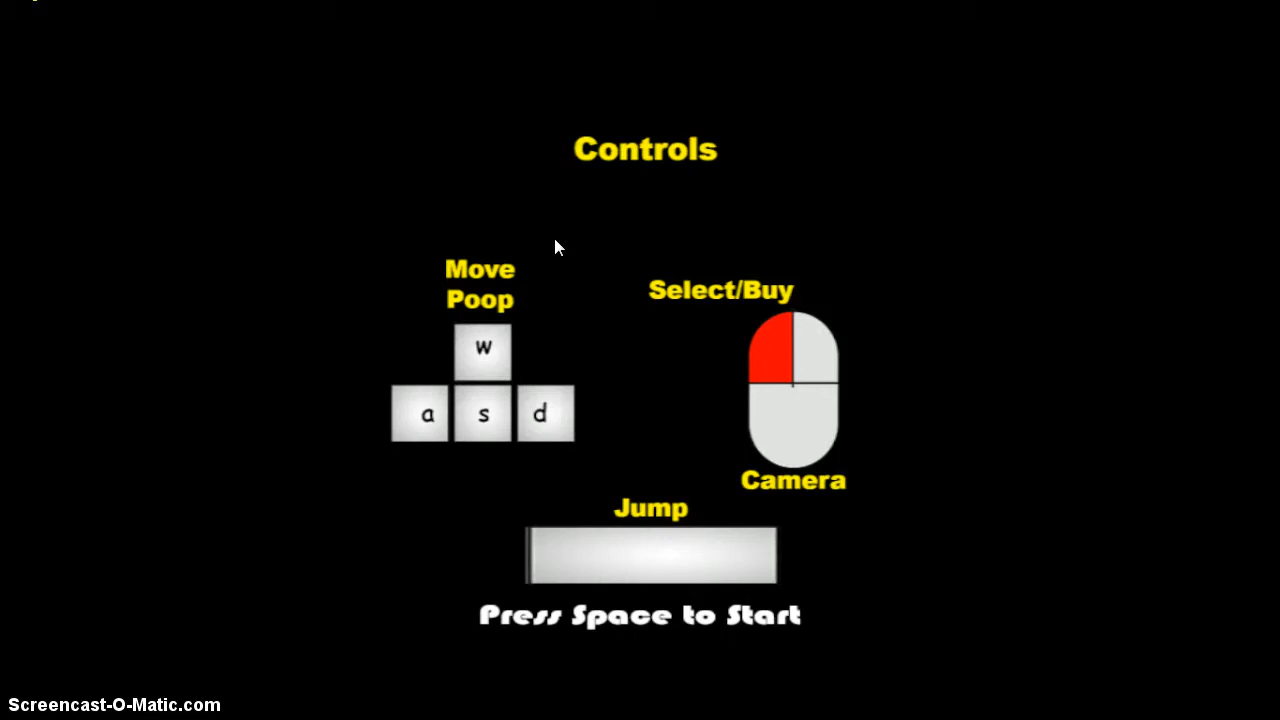 Controls
Move
Poop
Select/Buy
w
a s d
Camera
Jump
Press Space to Start
Screencast-O-Matic.com